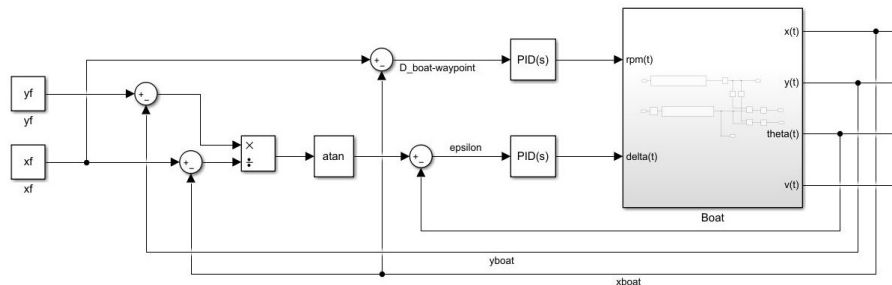 x(t)
D_boat-waypoint
PID(s)
rpm(t)
yf
yf
y(t)
xf
xf
+
−
+
−
+
−
+
−
×
÷
atan
epsilon
PID(s)
delta(t)
theta(t)
v(t)
Boat
yboat
xboat